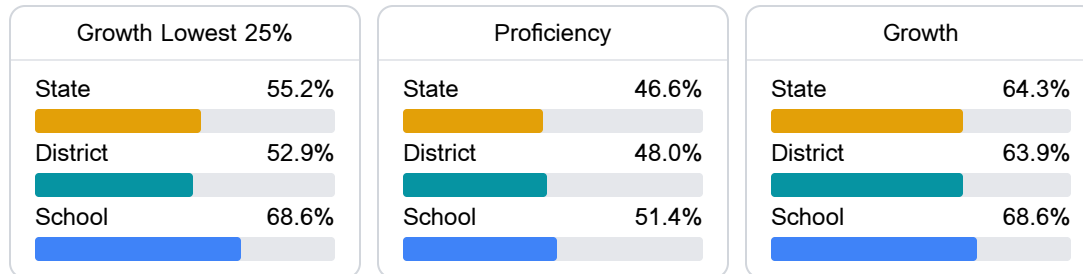 Growth Lowest 25%
State 55.2%
District 52.9%
School 68.6%
Proficiency
State 46.6%
District 48.0%
School 51.4%
Growth
State 64.3%
District 63.9%
School 68.6%